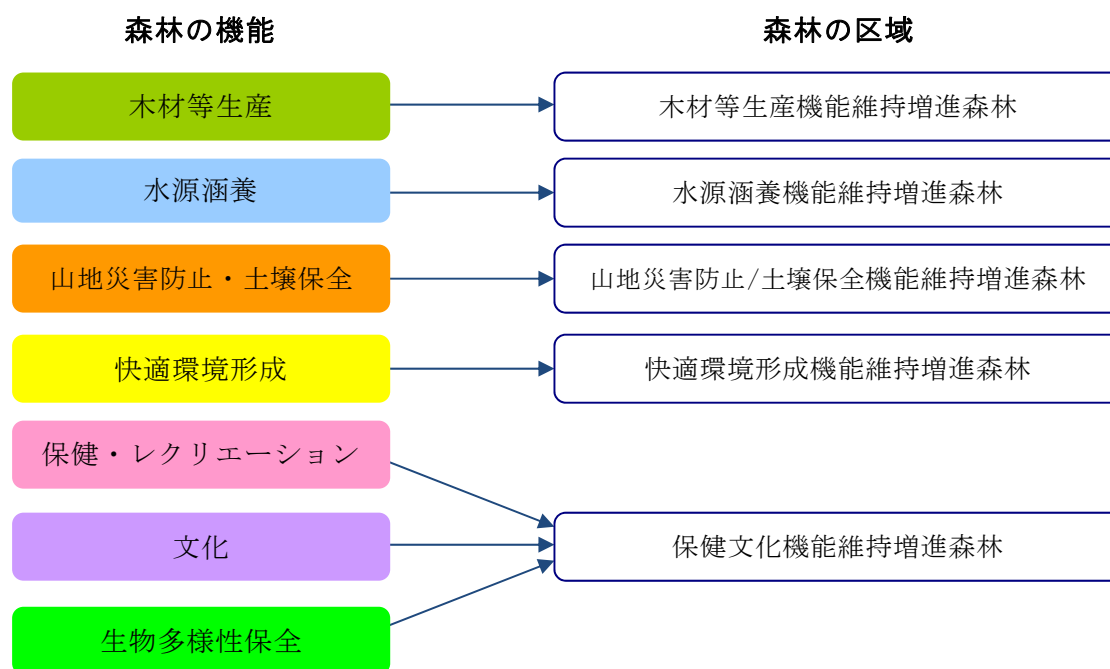 森林の機能
森林の区域
木材等生産
木材等生産機能維持増進森林
水源涵養
水源涵養機能維持増進森林
山地災害防止・土壌保全
山地災害防止/土壌保全機能維持増進森林
快適環境形成
快適環境形成機能維持増進森林
保健・レクリエーション
文化
保健文化機能維持増進森林
生物多様性保全